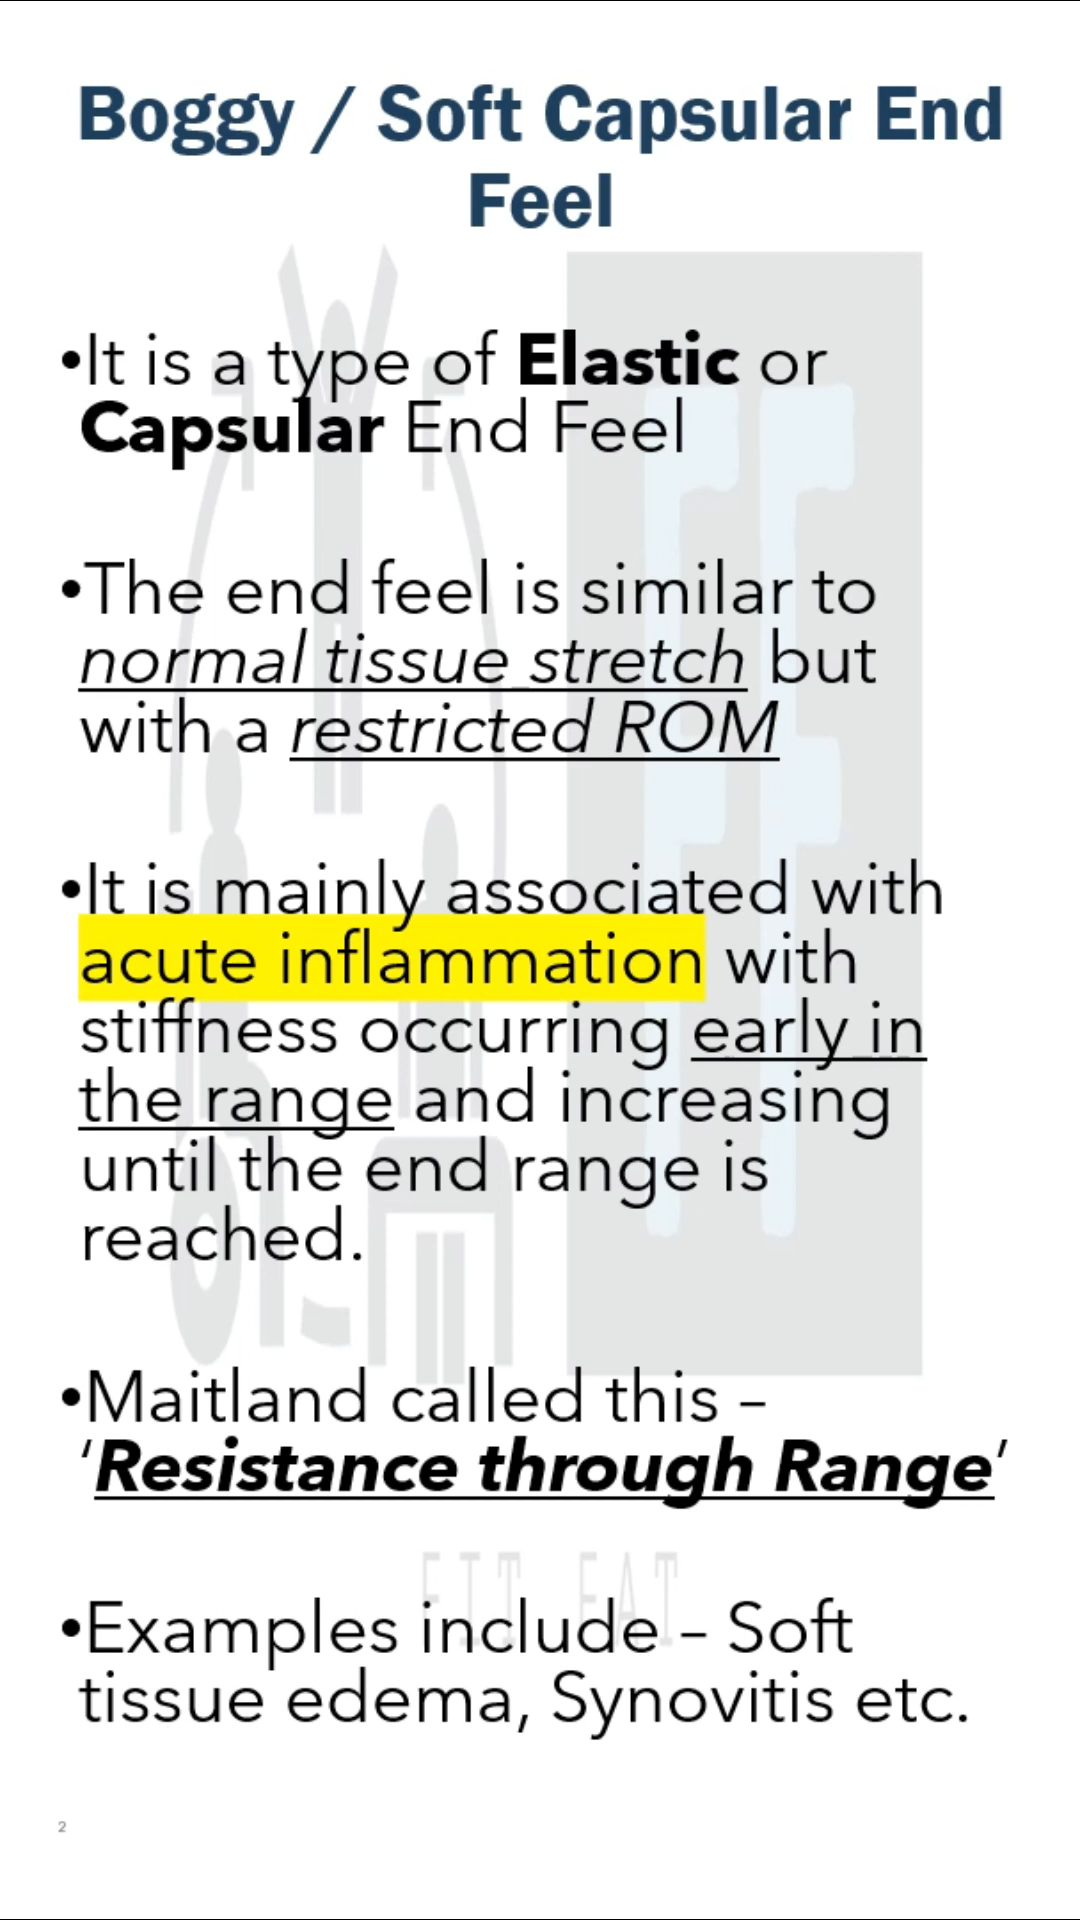 Boggy / Soft Capsular End
Feel
•It is a type of Elastic or
Capsular End Feel
•The end feel is similar to
normal tissue stretch but
with a restricted ROM
•It is mainly associated with
acute inflammation with
stiffness occurring early in
the range and increasing
until the end range is
reached.
•Maitland called this –
‘Resistance through Range’
FIT EAT
•Examples include – Soft
tissue edema, Synovitis etc.
2